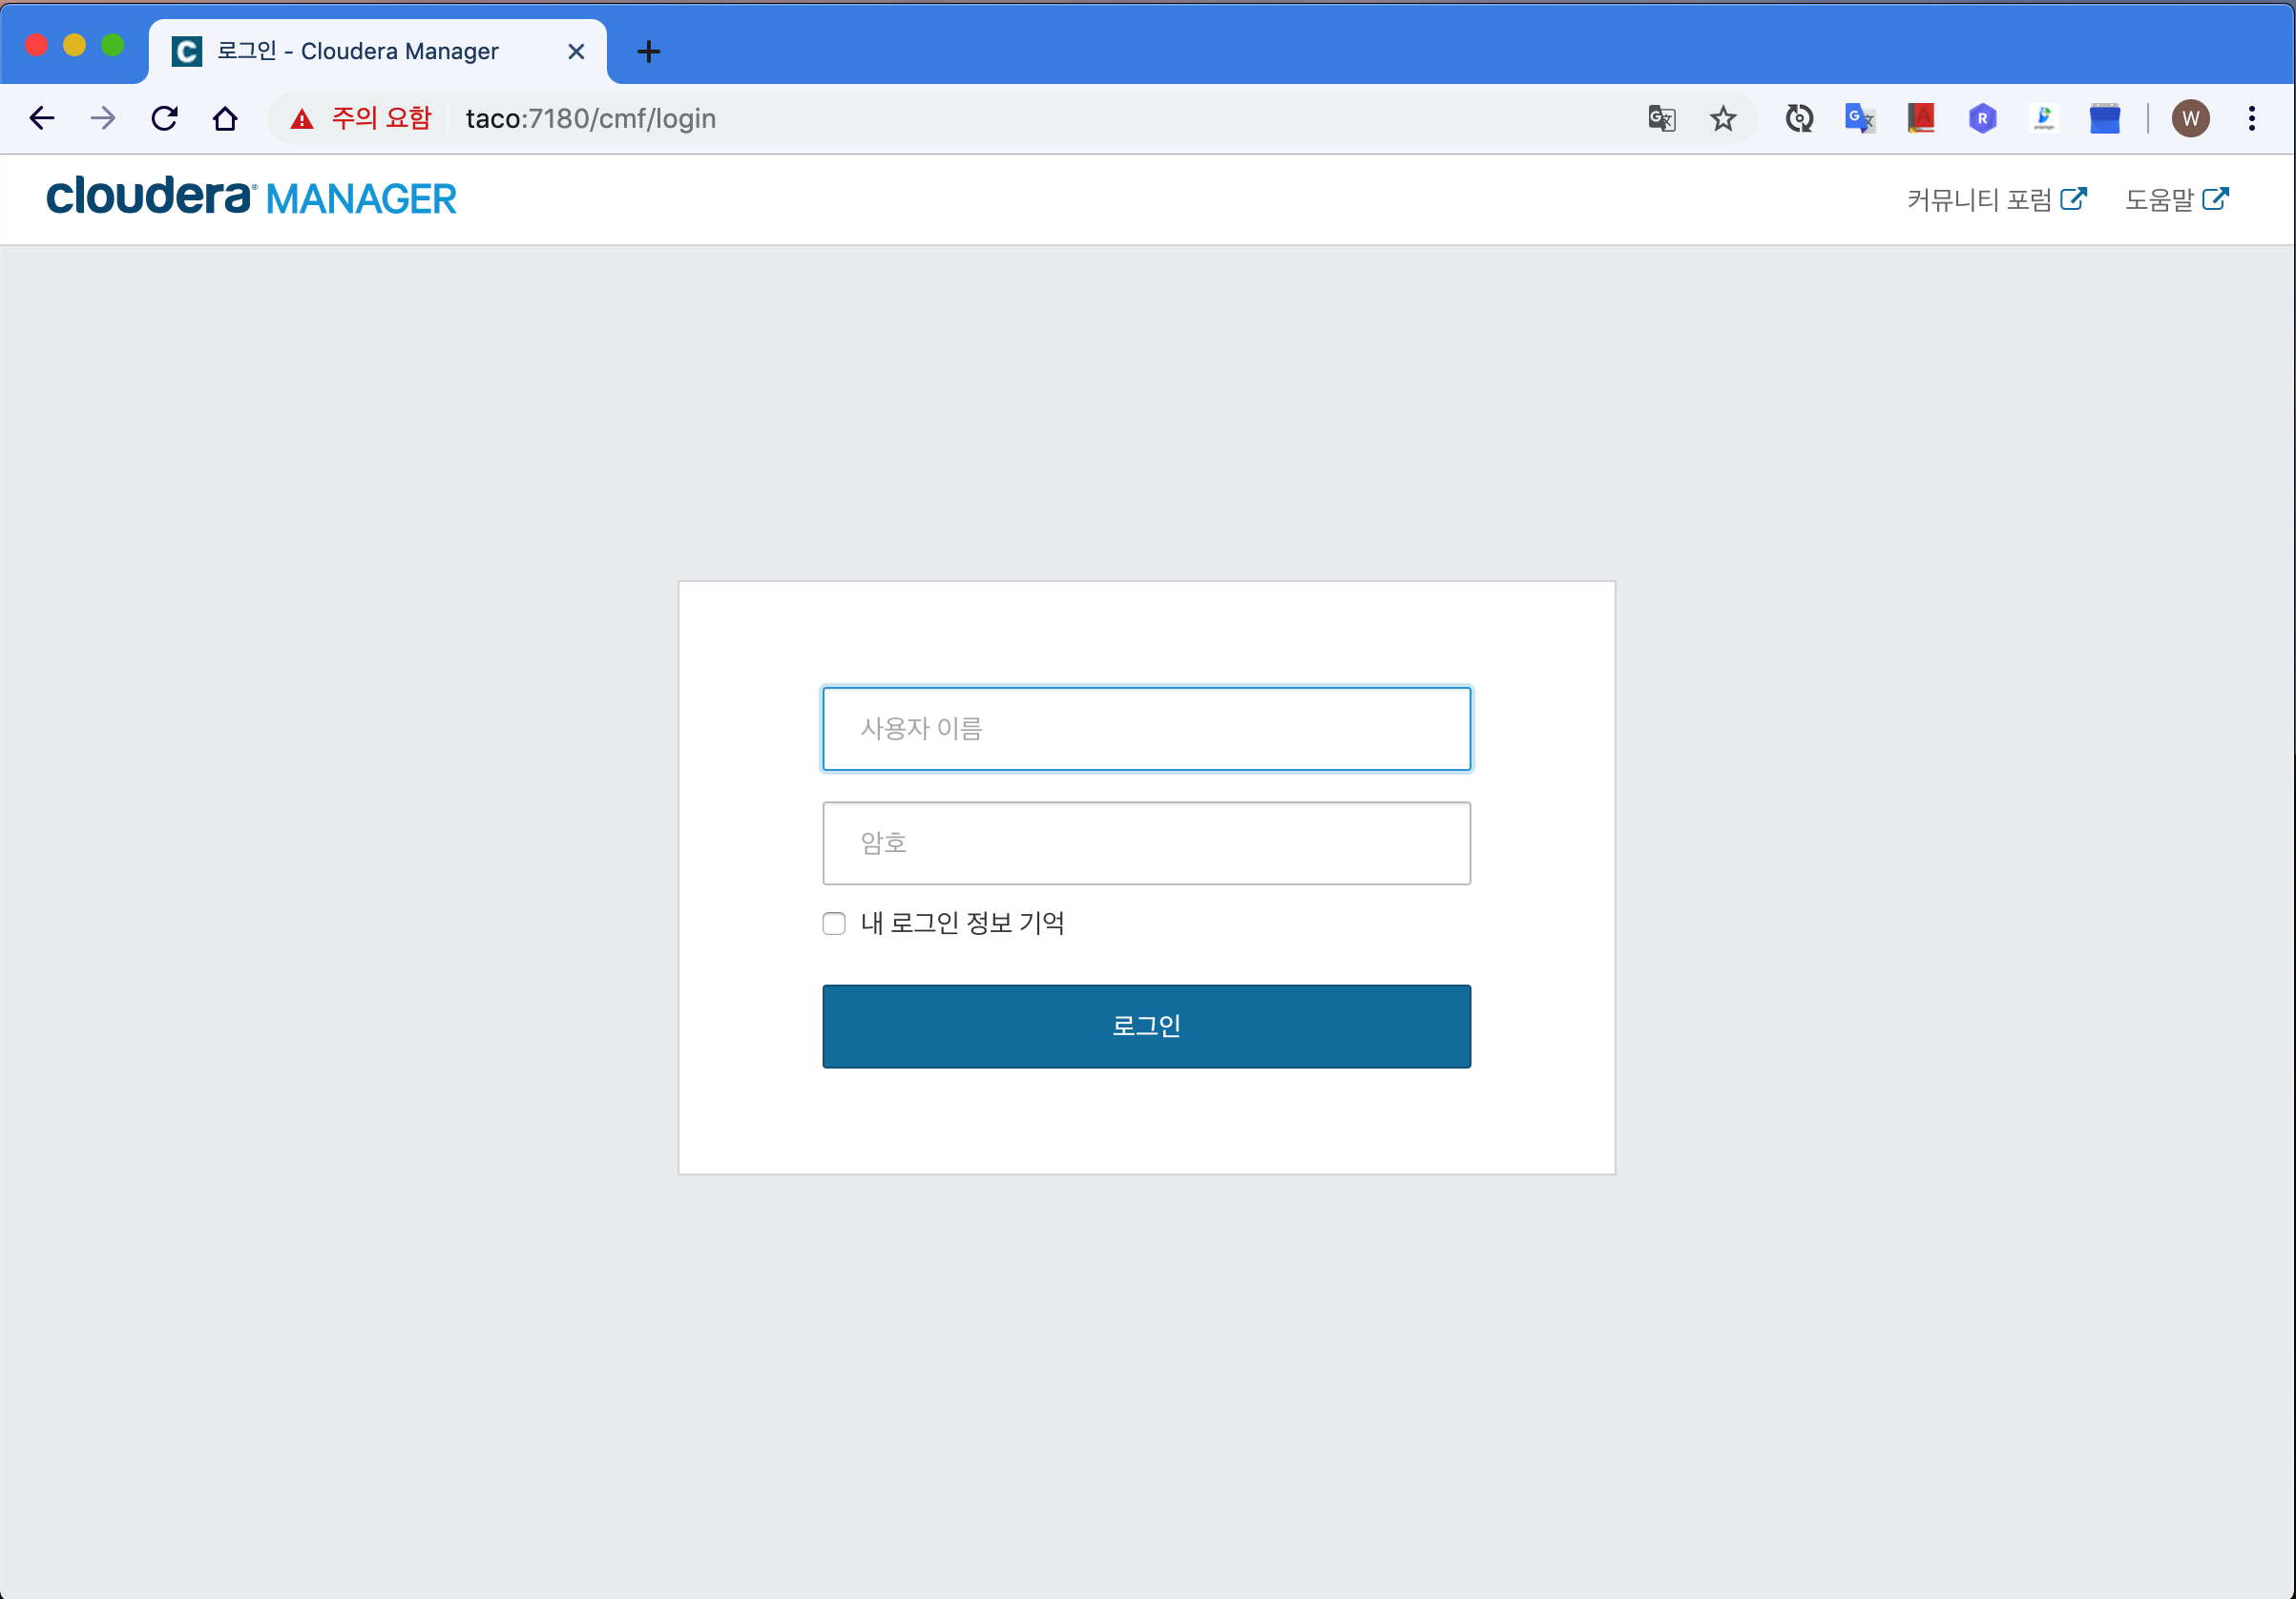 로그인 - Cloudera Manager
주의 요함 taco:7180/cmf/login
W
cloudera MANAGER
커뮤니티 포럼 도움말
사용자 이름
암호
내 로그인 정보 기억
로그인